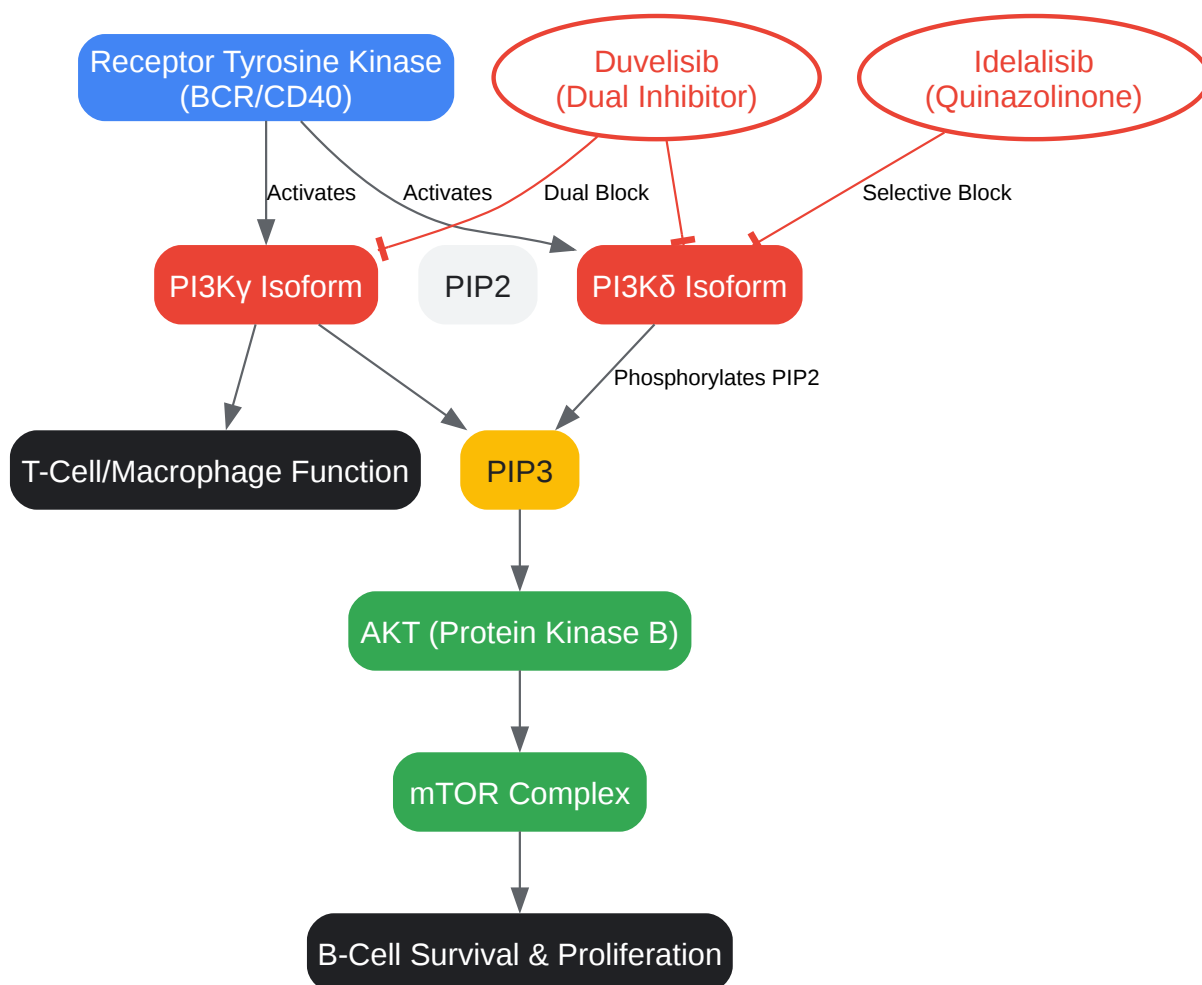 Receptor Tyrosine Kinase
(BCR/CD40)
Duvelisib
(Dual Inhibitor)
Idelalisib
(Quinazolinone)
Activates
Activates
Dual Block
Selective Block
PI3Kγ Isoform
PIP2
PI3Kδ Isoform
Phosphorylates PIP2
T-Cell/Macrophage Function
PIP3
AKT (Protein Kinase B)
mTOR Complex
B-Cell Survival & Proliferation